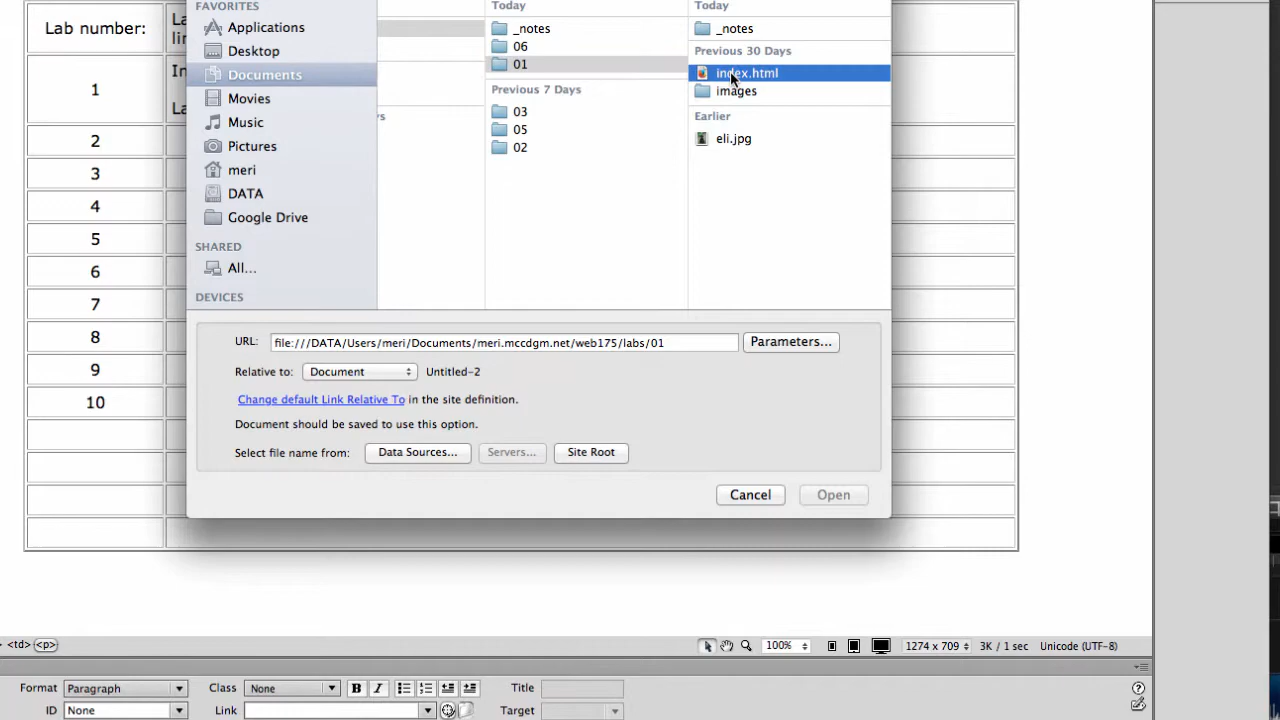 FAVORITES
Applications
Desktop
Documents
Movies
Music
Pictures
meri
DATA
Google Drive
SHARED
All...
DEVICES
Today
_notes
06
01
Previous 7 Days
03
05
02
Today
_notes
Previous 30 Days
index.html
images
Earlier
eli.jpg
Lab number:
La
lin
1
In
La
2
3
4
5
6
7
8
9
10
URL: file:///DATA/Users/meri/Documents/meri.mccdgm.net/web175/labs/01 Parameters...
Relative to: Document Untitled-2
Change default Link Relative To in the site definition.
Document should be saved to use this option.
Select file name from: Data Sources... Servers... Site Root
Cancel Open
<td> <p> 100% 1274 x 709 3K / 1 sec Unicode (UTF-8)
Format Paragraph Class None B I Title
ID None Link Target